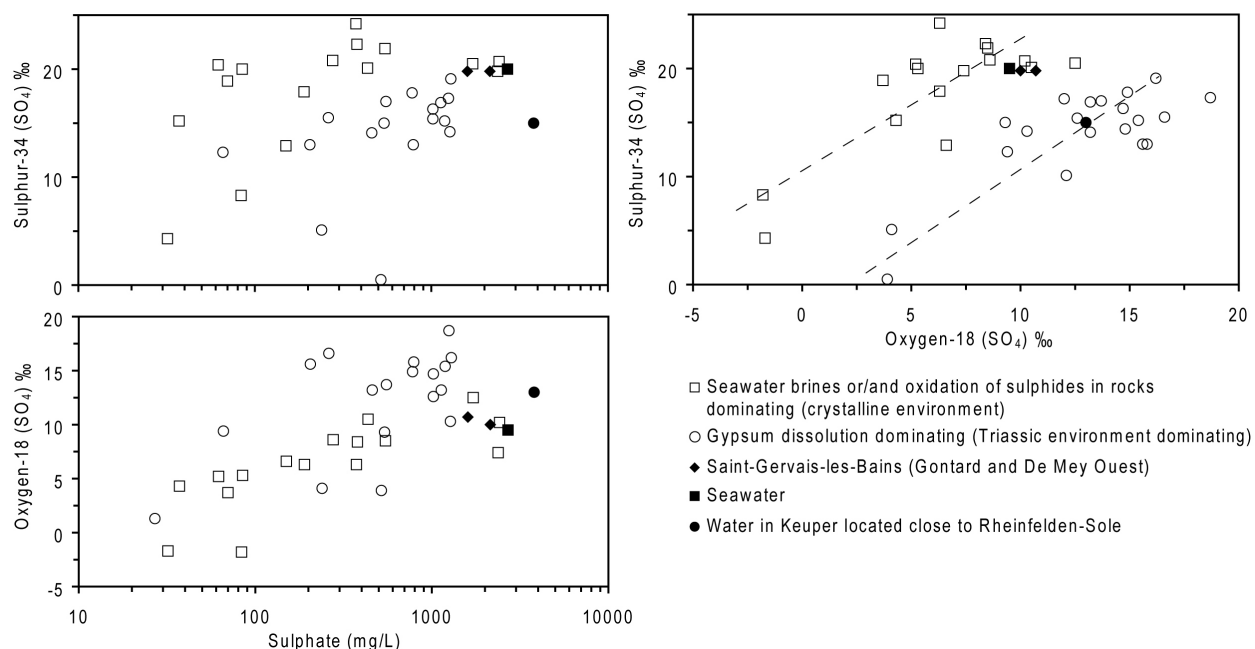 Sulphur-34 (SO4) ‰
20
10
0
Oxygen-18 (SO4) ‰
20
15
10
5
0
-5
10
100
1000
10000
Sulphate (mg/L)
Sulphur-34 (SO4) ‰
20
10
0
-5
0
5
10
15
20
Oxygen-18 (SO4) ‰
Seawater brines or/and oxidation of sulphides in rocks
dominating (crystalline environment)
Gypsum dissolution dominating (Triassic environment dominating)
Saint-Gervais-les-Bains (Gontard and De Mey Ouest)
Seawater
Water in Keuper located close to Rheinfelden-Sole